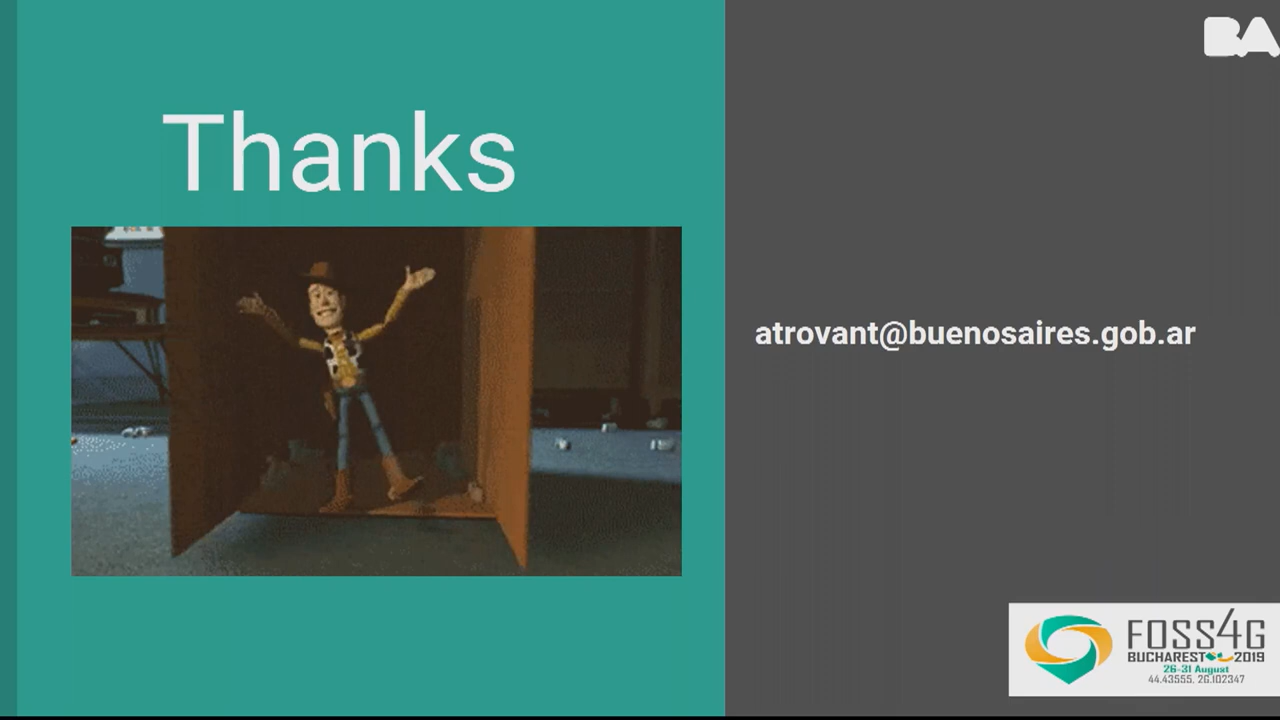 BA
Thanks
atrovant@buenosaires.gob.ar
FOSS4G
BUCHAREST 2019
26-31 August
44.43555, 26.102347